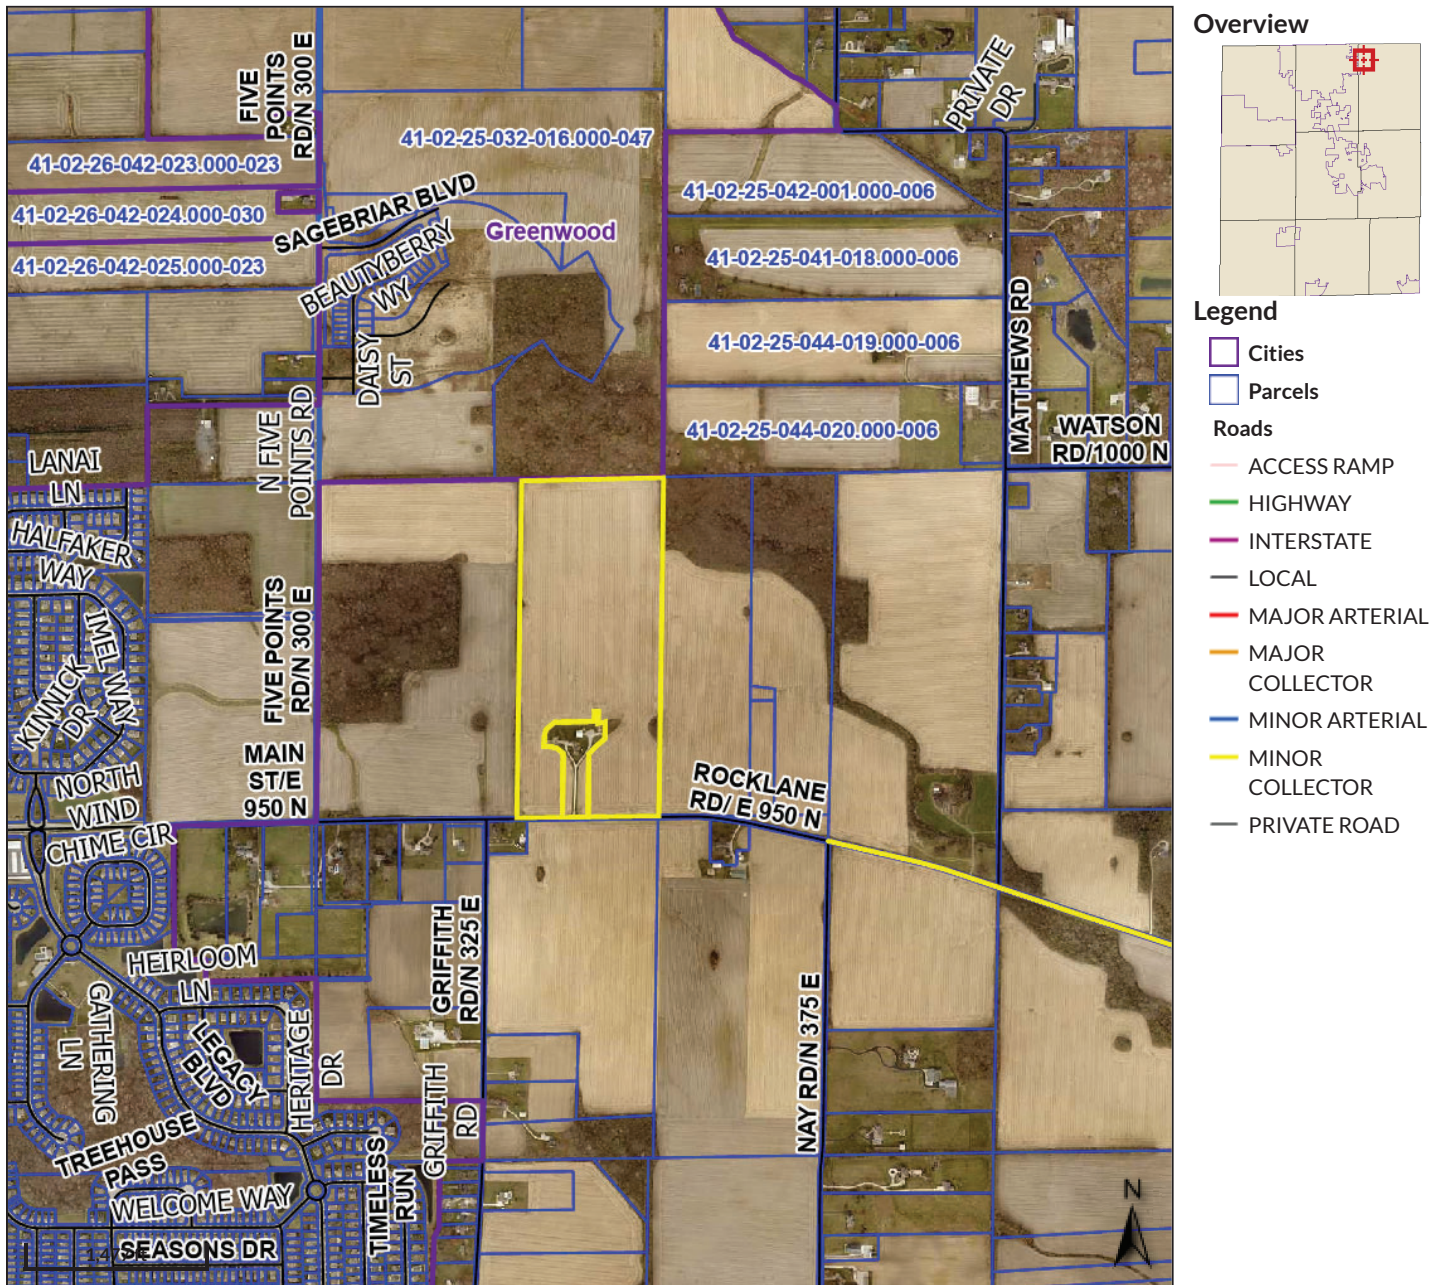 FIVE
POINTS
RD/N 300 E
PRIVATE
DR
41-02-25-032-016.000-047
41-02-26-042-023.000-023
41-02-26-042-024.000-030
41-02-26-042-025.000-023
41-02-25-042-001.000-006
41-02-25-041-018.000-006
41-02-25-044-019.000-006
41-02-25-044-020.000-006
SAGEBRIAR BLVD
Greenwood
BEAUTYBERRY
WY
DAISY
ST
MATTHEWS RD
WATSON
RD/1000 N
N FIVE
POINTS RD
LANAI
LN
HALFAKER
WAY
IMEL WAY
KINNICK
DR
FIVE POINTS
RD/N 300 E
MAIN
ST/E
950 N
NORTH
WIND
CHIME CIR
ROCKLANE
RD/ E 950 N
HEIRLOOM
LN
GRIFFITH
RD/N 325 E
NAY RD/N 375 E
GATHERING
LN
LEGACY
BLVD
HERITAGE
DR
GRIFFITH
RD
TREEHOUSE
PASS
WELCOME WAY
TIMELESS
RUN
SEASONS DR
N
Overview
Legend
Cities
Parcels
Roads
ACCESS RAMP
HIGHWAY
INTERSTATE
LOCAL
MAJOR ARTERIAL
MAJOR
COLLECTOR
MINOR ARTERIAL
MINOR
COLLECTOR
PRIVATE ROAD